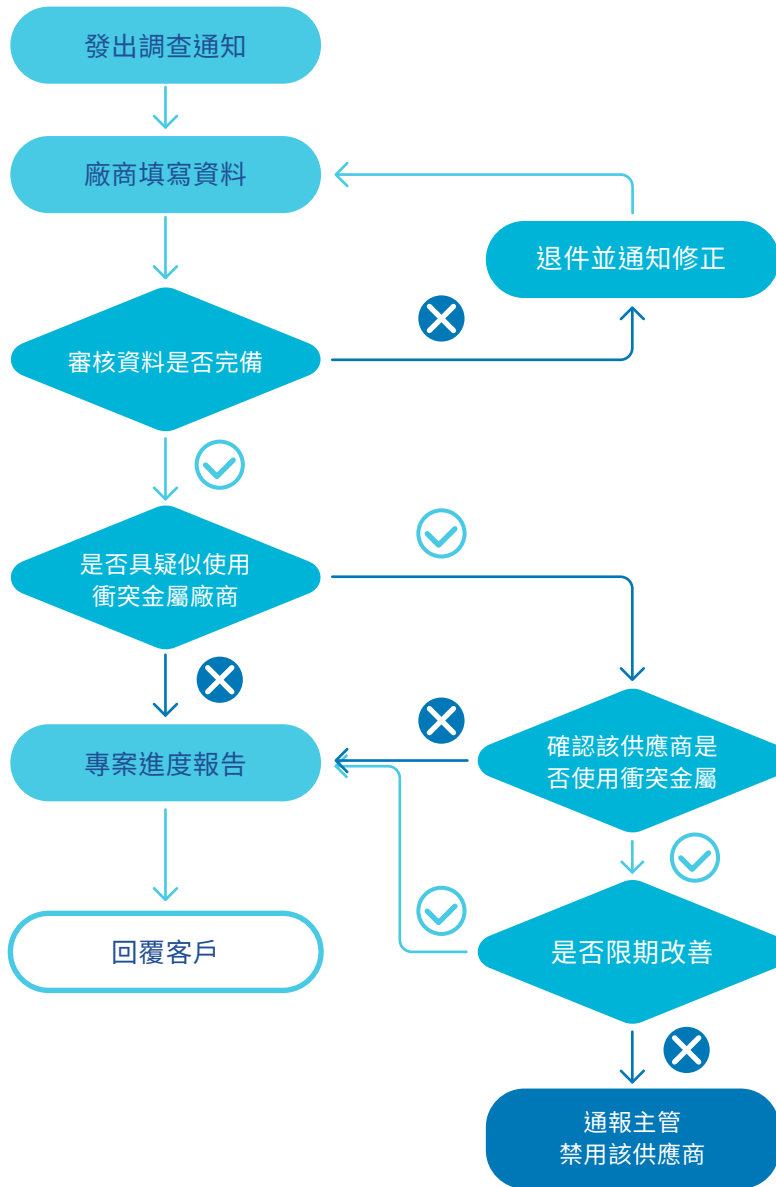 發出調查通知
廠商填寫資料
退件並通知修正
審核資料是否完備
是否具疑似使用
衝突金屬廠商
專案進度報告
確認該供應商是
否使用衝突金屬
回覆客戶
是否限期改善
通報主管
禁用該供應商